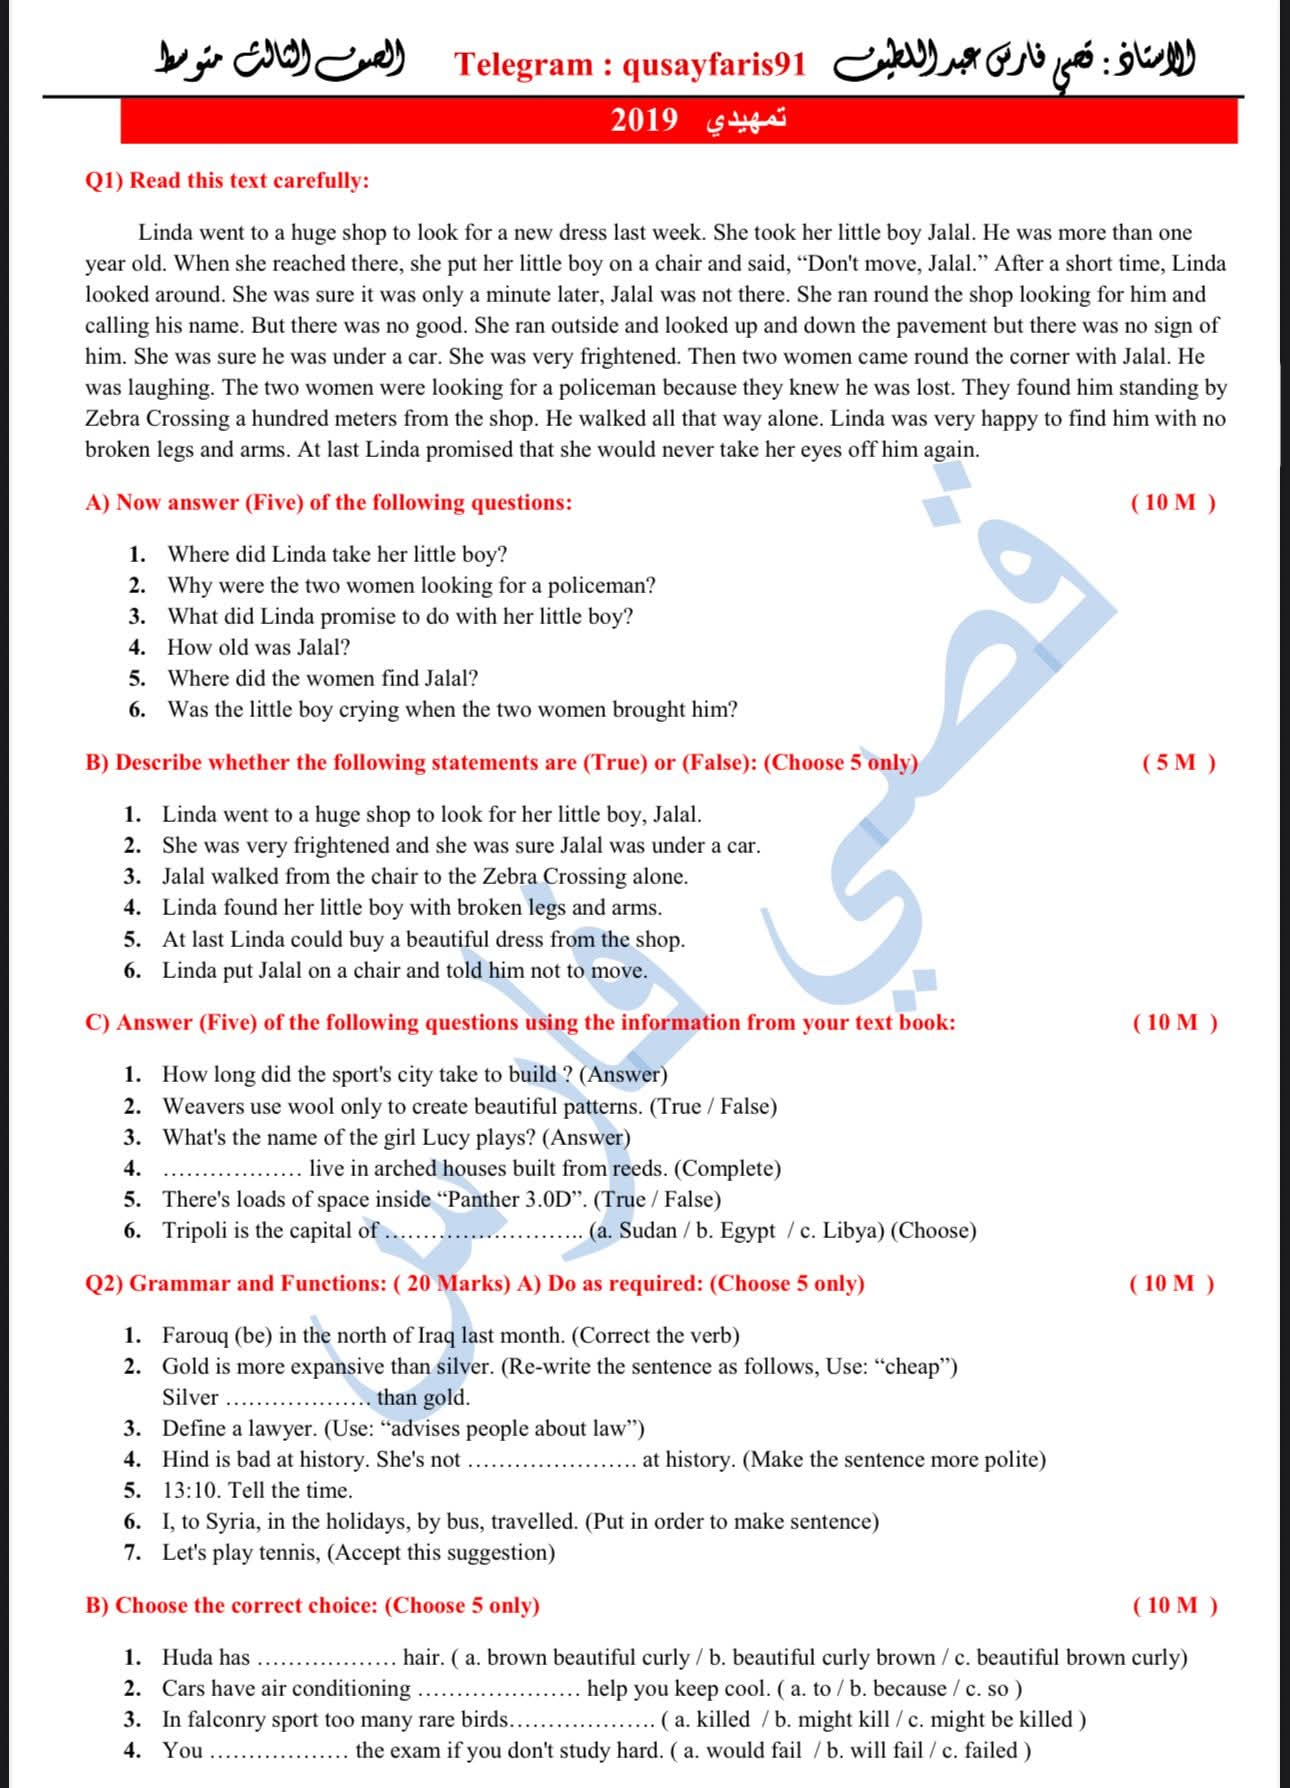 الأستاذ : قصي فارس عبد اللطيف Telegram : qusayfaris91 الصف الثالث متوسط
تمهيدي 2019
Q1) Read this text carefully:
Linda went to a huge shop to look for a new dress last week. She took her little boy Jalal. He was more than one
year old. When she reached there, she put her little boy on a chair and said, “Don't move, Jalal.” After a short time, Linda
looked around. She was sure it was only a minute later, Jalal was not there. She ran round the shop looking for him and
calling his name. But there was no good. She ran outside and looked up and down the pavement but there was no sign of
him. She was sure he was under a car. She was very frightened. Then two women came round the corner with Jalal. He
was laughing. The two women were looking for a policeman because they knew he was lost. They found him standing by
Zebra Crossing a hundred meters from the shop. He walked all that way alone. Linda was very happy to find him with no
broken legs and arms. At last Linda promised that she would never take her eyes off him again.
A) Now answer (Five) of the following questions: ( 10 M )
1. Where did Linda take her little boy?
2. Why were the two women looking for a policeman?
3. What did Linda promise to do with her little boy?
4. How old was Jalal?
5. Where did the women find Jalal?
6. Was the little boy crying when the two women brought him?
B) Describe whether the following statements are (True) or (False): (Choose 5 only) ( 5 M )
1. Linda went to a huge shop to look for her little boy, Jalal.
2. She was very frightened and she was sure Jalal was under a car.
3. Jalal walked from the chair to the Zebra Crossing alone.
4. Linda found her little boy with broken legs and arms.
5. At last Linda could buy a beautiful dress from the shop.
6. Linda put Jalal on a chair and told him not to move.
C) Answer (Five) of the following questions using the information from your text book: ( 10 M )
1. How long did the sport's city take to build ? (Answer)
2. Weavers use wool only to create beautiful patterns. (True / False)
3. What's the name of the girl Lucy plays? (Answer)
4. .................. live in arched houses built from reeds. (Complete)
5. There's loads of space inside “Panther 3.0D”. (True / False)
6. Tripoli is the capital of .......................... (a. Sudan / b. Egypt / c. Libya) (Choose)
Q2) Grammar and Functions: ( 20 Marks) A) Do as required: (Choose 5 only) ( 10 M )
1. Farouq (be) in the north of Iraq last month. (Correct the verb)
2. Gold is more expansive than silver. (Re-write the sentence as follows, Use: “cheap”)
Silver ................... than gold.
3. Define a lawyer. (Use: “advises people about law”)
4. Hind is bad at history. She's not ...................... at history. (Make the sentence more polite)
5. 13:10. Tell the time.
6. I, to Syria, in the holidays, by bus, travelled. (Put in order to make sentence)
7. Let's play tennis, (Accept this suggestion)
B) Choose the correct choice: (Choose 5 only) ( 10 M )
1. Huda has .................. hair. ( a. brown beautiful curly / b. beautiful curly brown / c. beautiful brown curly)
2. Cars have air conditioning ..................... help you keep cool. ( a. to / b. because / c. so )
3. In falconry sport too many rare birds................... ( a. killed / b. might kill / c. might be killed )
4. You .................. the exam if you don't study hard. ( a. would fail / b. will fail / c. failed )
قصي فارس